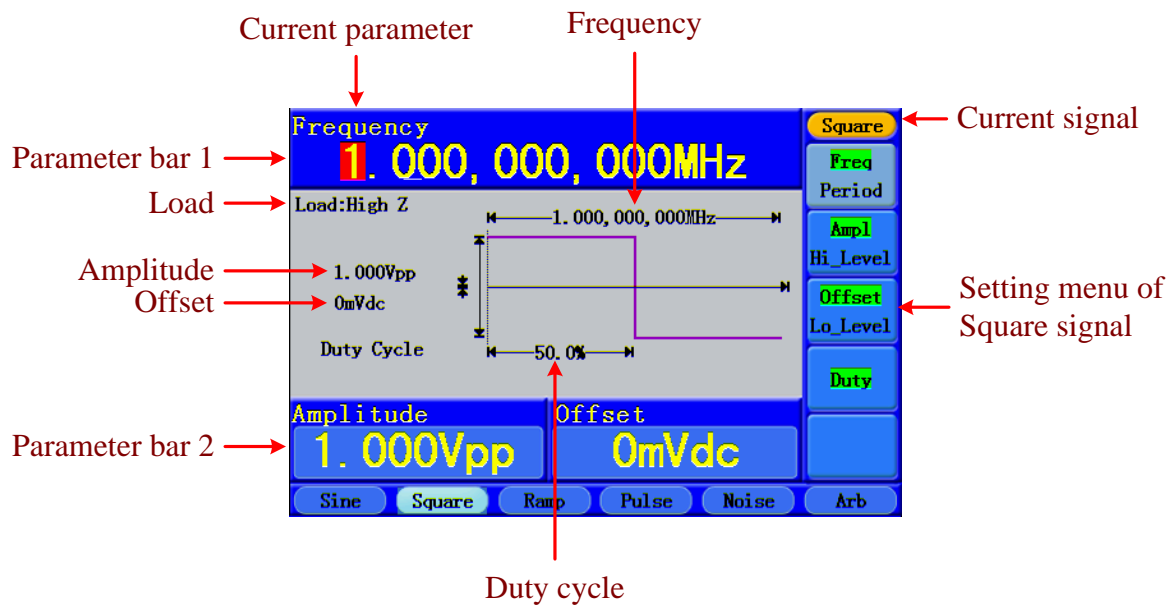 Current parameter
Frequency
Parameter bar 1
Load
Amplitude
Offset
Parameter bar 2
Frequency
1.000,000,000MHz
Load:High Z
1.000,000,000MHz
1.000Vpp
0mVdc
Duty Cycle
50.0%
Amplitude
1.000Vpp
Offset
0mVdc
Sine
Square
Ramp
Pulse
Noise
Arb
Square
Freq
Period
Ampl
Hi_Level
Offset
Lo_Level
Duty
Current signal
Setting menu of
Square signal
Duty cycle